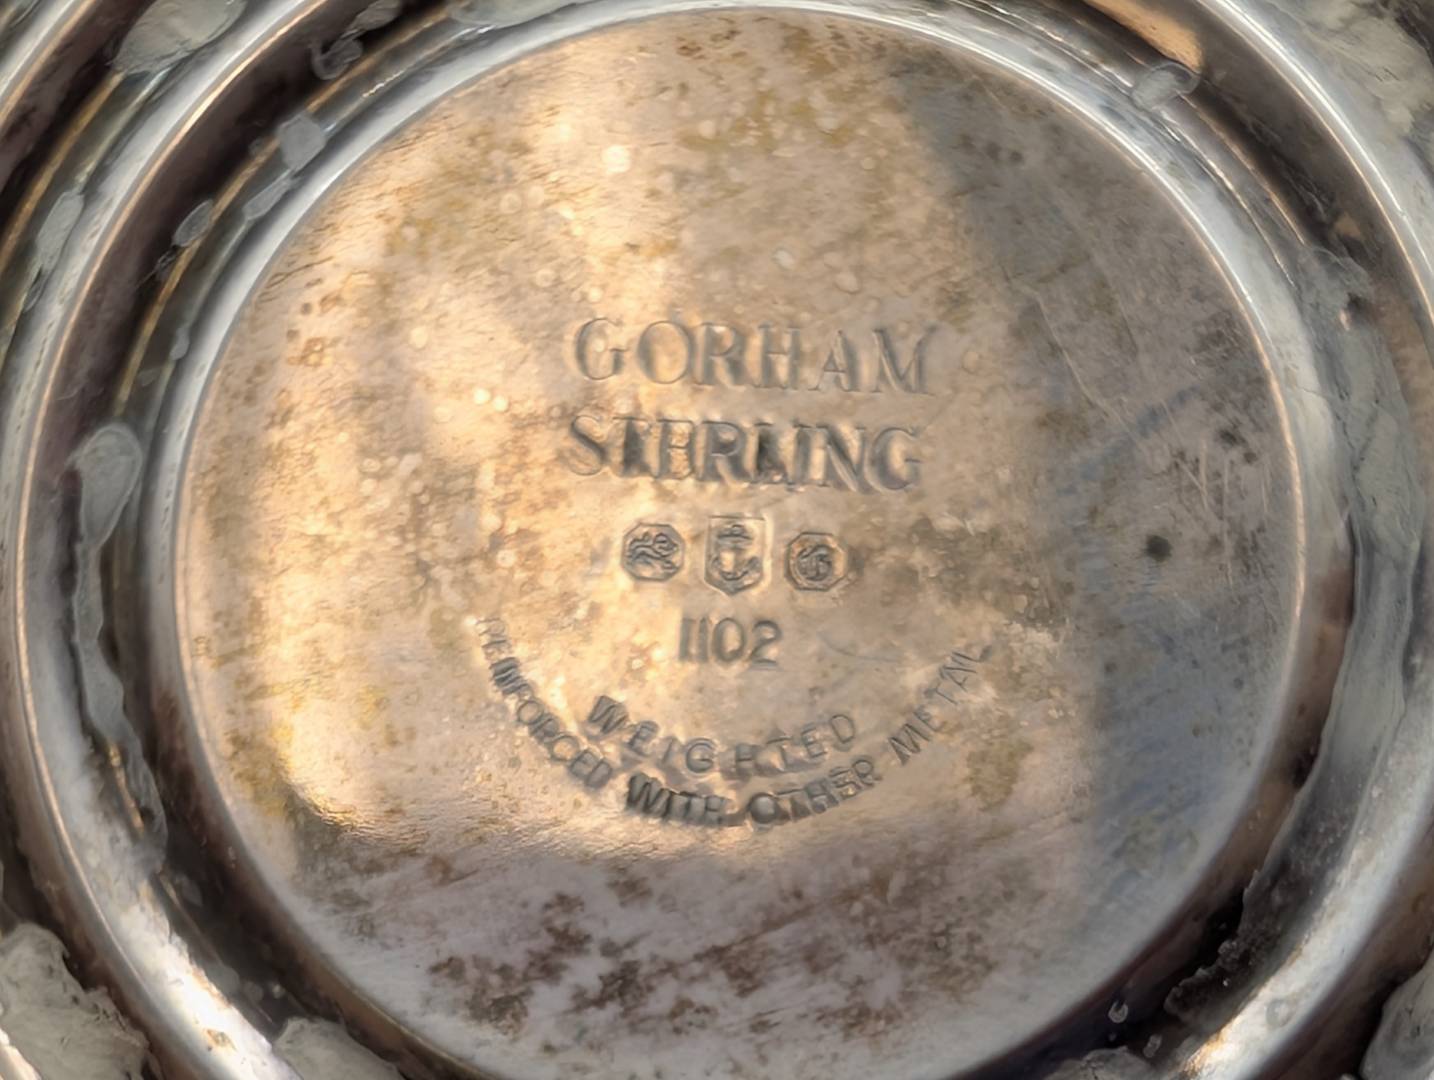 GORHAM
STERLING
1102
WEIGHTED
REINFORCED WITH OTHER METAL